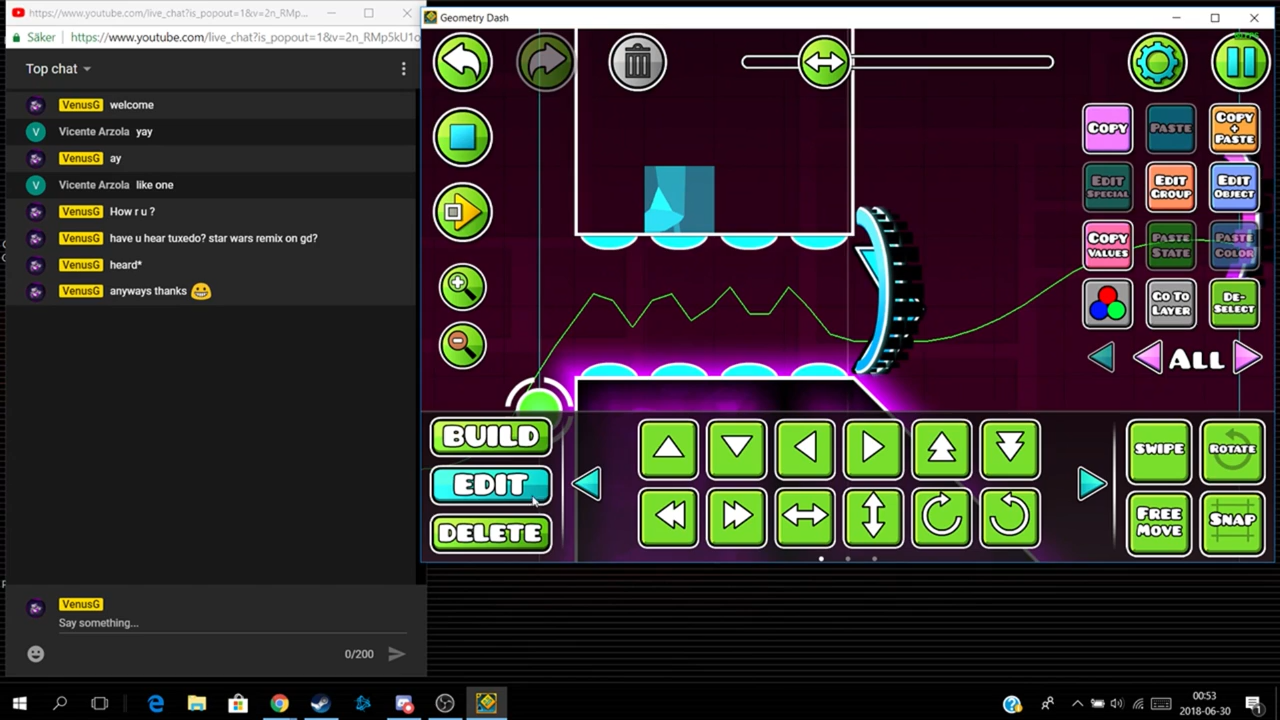 https://www.youtube.com/live_chat?is_popout=1&v=2n_RMp...
Säker
https://www.youtube.com/live_chat?is_popout=1&v=2n_RMp5kU1o
Top chat
VenusG welcome
V Vicente Arzola yay
VenusG ay
V Vicente Arzola like one
VenusG How r u ?
VenusG have u hear tuxedo? star wars remix on gd?
VenusG heard*
VenusG anyways thanks
VenusG
Say something...
0/200
Geometry Dash
COPY
PASTE
COPY
+
PASTE
EDIT
SPECIAL
EDIT
GROUP
EDIT
OBJECT
COPY
VALUES
PASTE
STATE
PASTE
COLOR
GO TO
LAYER
DE-
SELECT
ALL
BUILD
EDIT
DELETE
SWIPE
ROTATE
FREE
MOVE
SNAP
00:53
2018-06-30
1